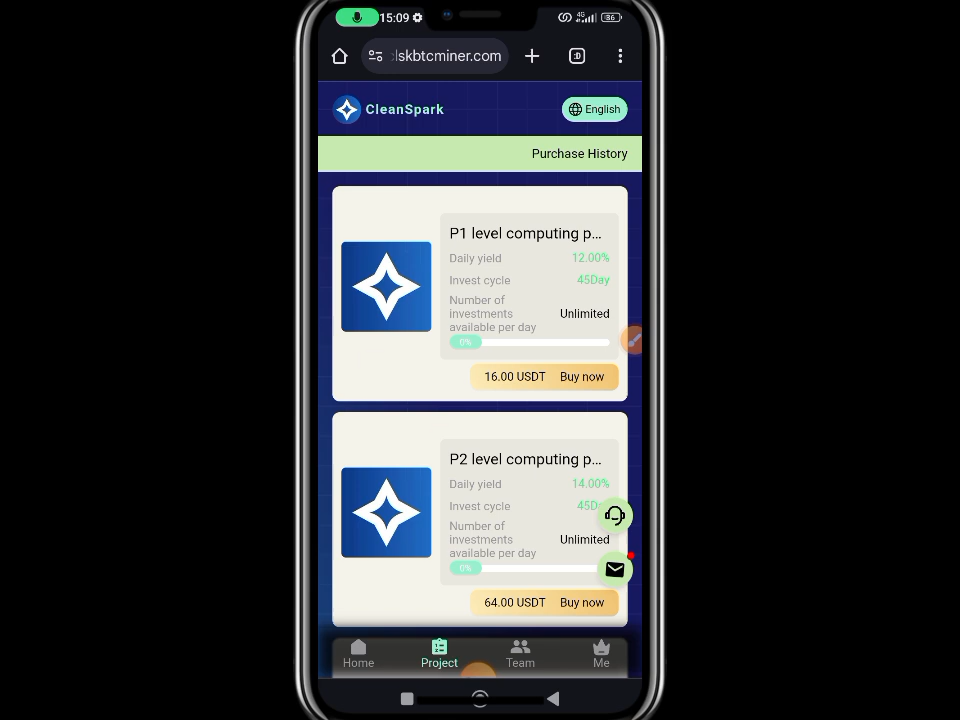 15:09
4G
86
lskbtcminer.com
:D
CleanSpark
English
Purchase History
P1 level computing p...
Daily yield 12.00%
Invest cycle 45Day
Number of
investments
available per day
Unlimited
0%
16.00 USDT Buy now
P2 level computing p...
Daily yield 14.00%
Invest cycle 45D
Number of
investments
available per day
Unlimited
0%
64.00 USDT Buy now
Home Project Team Me